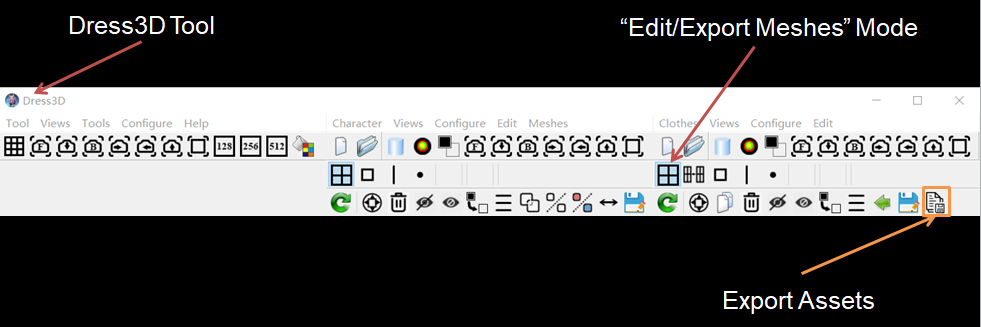 Dress3D Tool
“Edit/Export Meshes” Mode
Dress3D
Tool Views Tools Configure Help
Character Views Configure Edit Meshes
Clothes Views Configure Edit
F B 128 256 512 F B F B
Export Assets